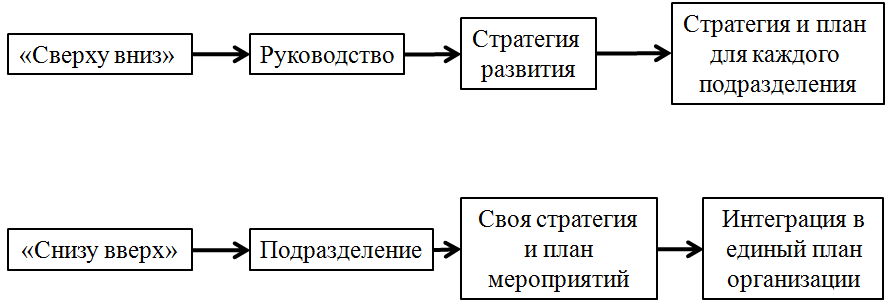 «Сверху вниз»
Руководство
Стратегия
развития
Стратегия и план
для каждого
подразделения
«Снизу вверх»
Подразделение
Своя стратегия
и план
мероприятий
Интеграция в
единый план
организации